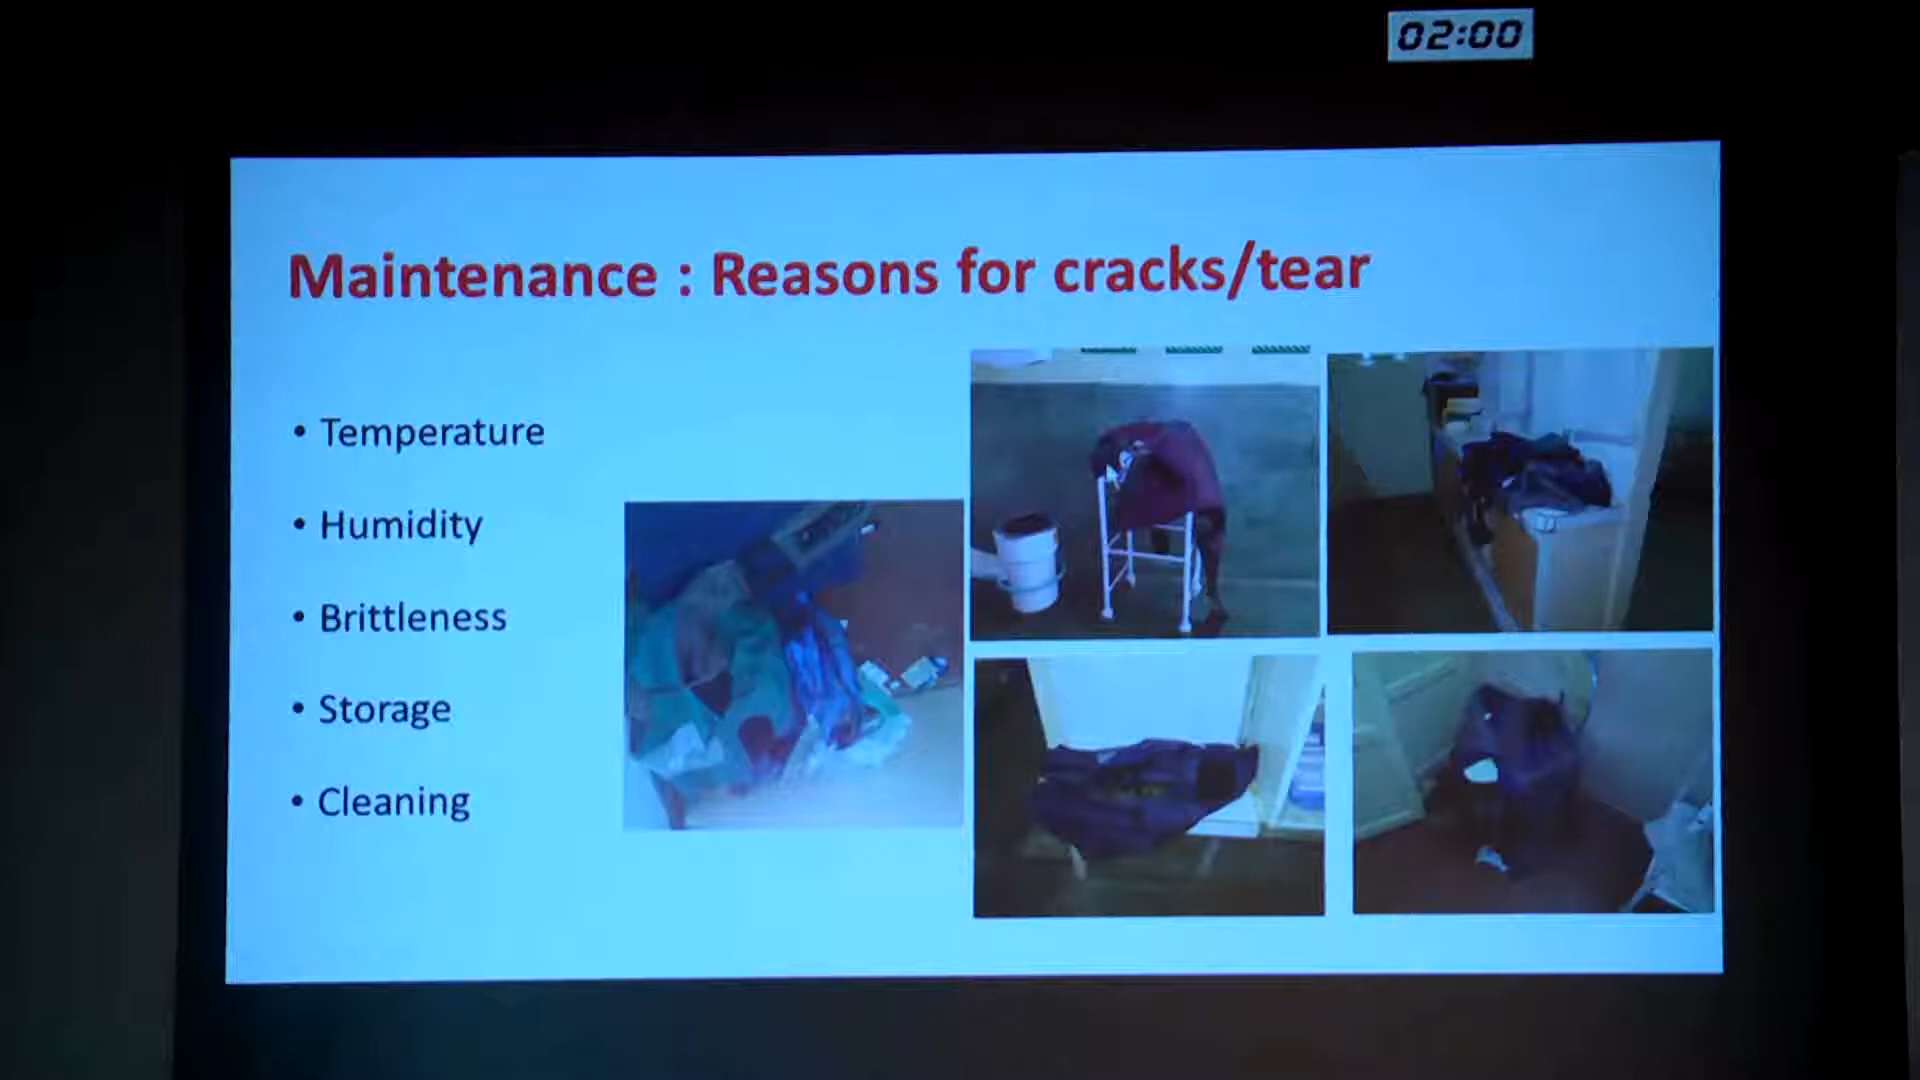 02:00
Maintenance : Reasons for cracks/tear
• Temperature
• Humidity
• Brittleness
• Storage
• Cleaning